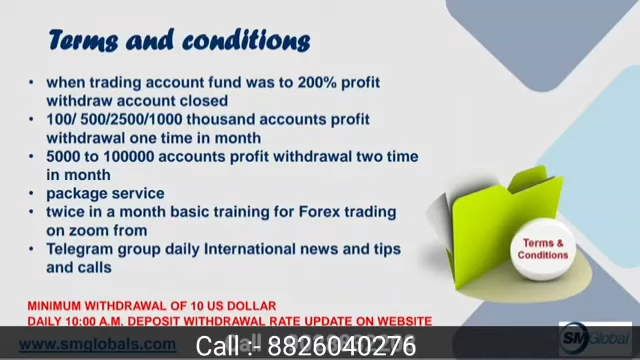 Terms and conditions
• when trading account fund was to 200% profit
withdraw account closed
• 100/ 500/2500/1000 thousand accounts profit
withdrawal one time in month
• 5000 to 100000 accounts profit withdrawal two time
in month
• package service
• twice in a month basic training for Forex trading
on zoom from
• Telegram group daily International news and tips
and calls
Terms &
Conditions
MINIMUM WITHDRAWAL OF 10 US DOLLAR
DAILY 10:00 A.M. DEPOSIT WITHDRAWAL RATE UPDATE ON WEBSITE
www.smglobals.com
Call :- 8826040276
SMGlobal